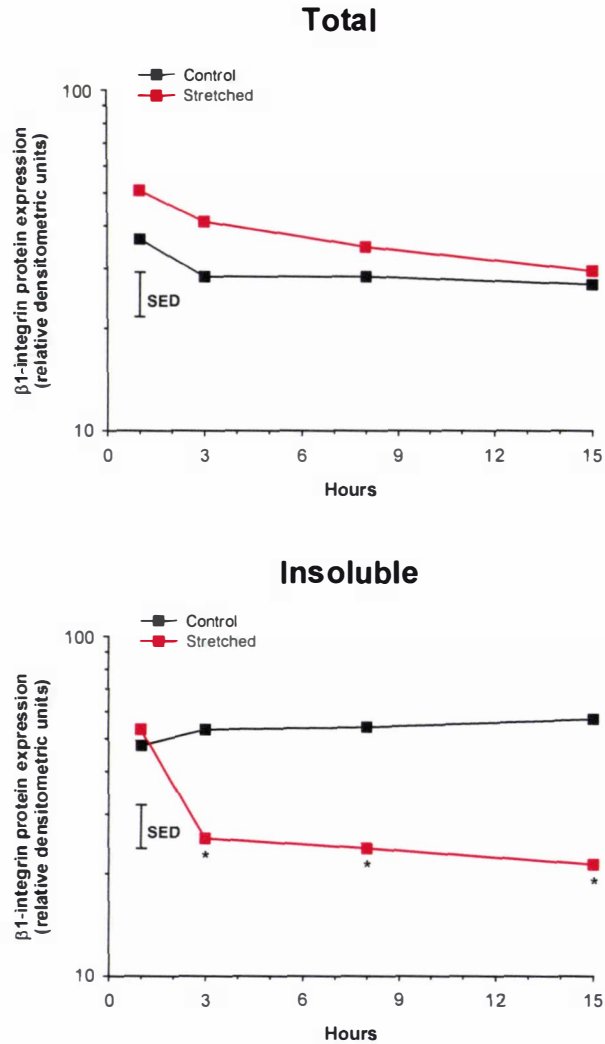 Total
Control
Stretched
100
10
β1-integrin protein expression
(relative densitometric units)
SED
0 3 6 9 12 15
Hours
Insoluble
Control
Stretched
100
10
β1-integrin protein expression
(relative densitometric units)
SED
*
*
*
0 3 6 9 12 15
Hours